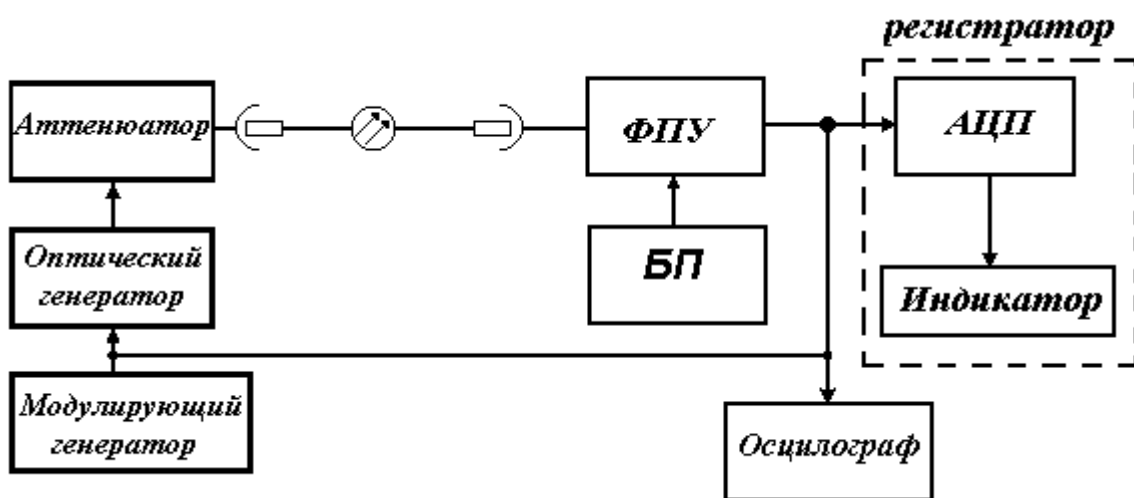 регистратор
Аттенюатор
ФПУ
АЦП
Оптический
генератор
БП
Индикатор
Модулирующий
генератор
Осцилограф